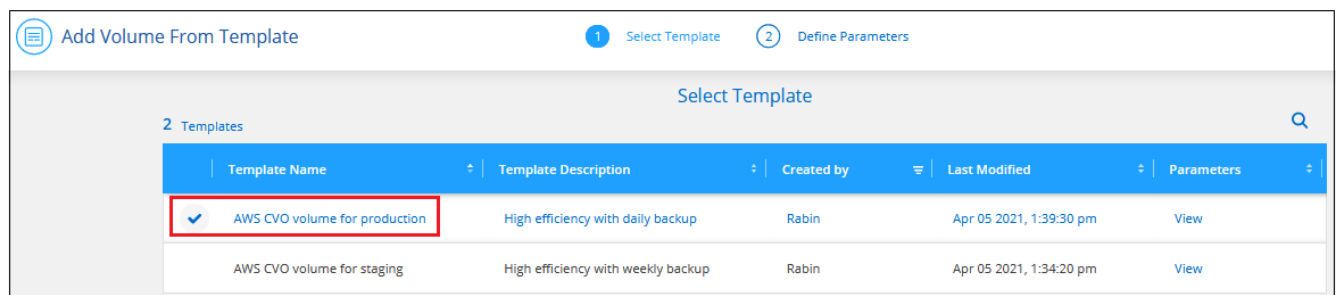 Add Volume From Template
1 Select Template 2 Define Parameters
Select Template
2 Templates
Template Name Template Description Created by Last Modified Parameters
AWS CVO volume for production High efficiency with daily backup Rabin Apr 05 2021, 1:39:30 pm View
AWS CVO volume for staging High efficiency with weekly backup Rabin Apr 05 2021, 1:34:20 pm View